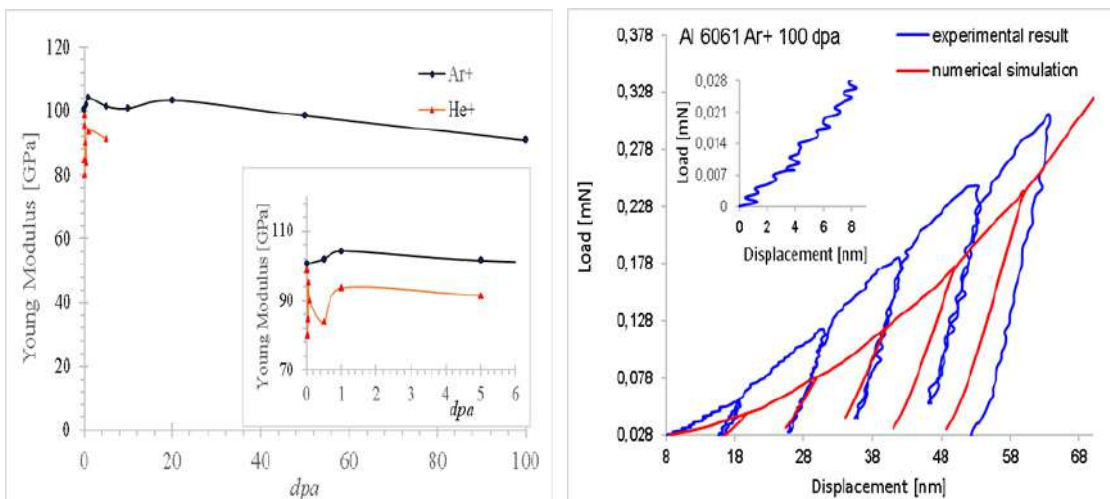 120
100
80
60
40
20
0
Young Modulus [GPa]
Ar+
He+
110
90
70
Young Modulus [GPa]
0 1 2 3 4 5 6
dpa
0 20 40 60 80 100
dpa
Al 6061 Ar+ 100 dpa
experimental result
numerical simulation
0,378
0,328
0,278
0,228
0,178
0,128
0,078
0.028
Load [mN]
0,028
0,021
0,014
0,007
0
Load [mN]
0 2 4 6 8
Displacement [nm]
8 18 28 38 48 58 68
Displacement [nm]